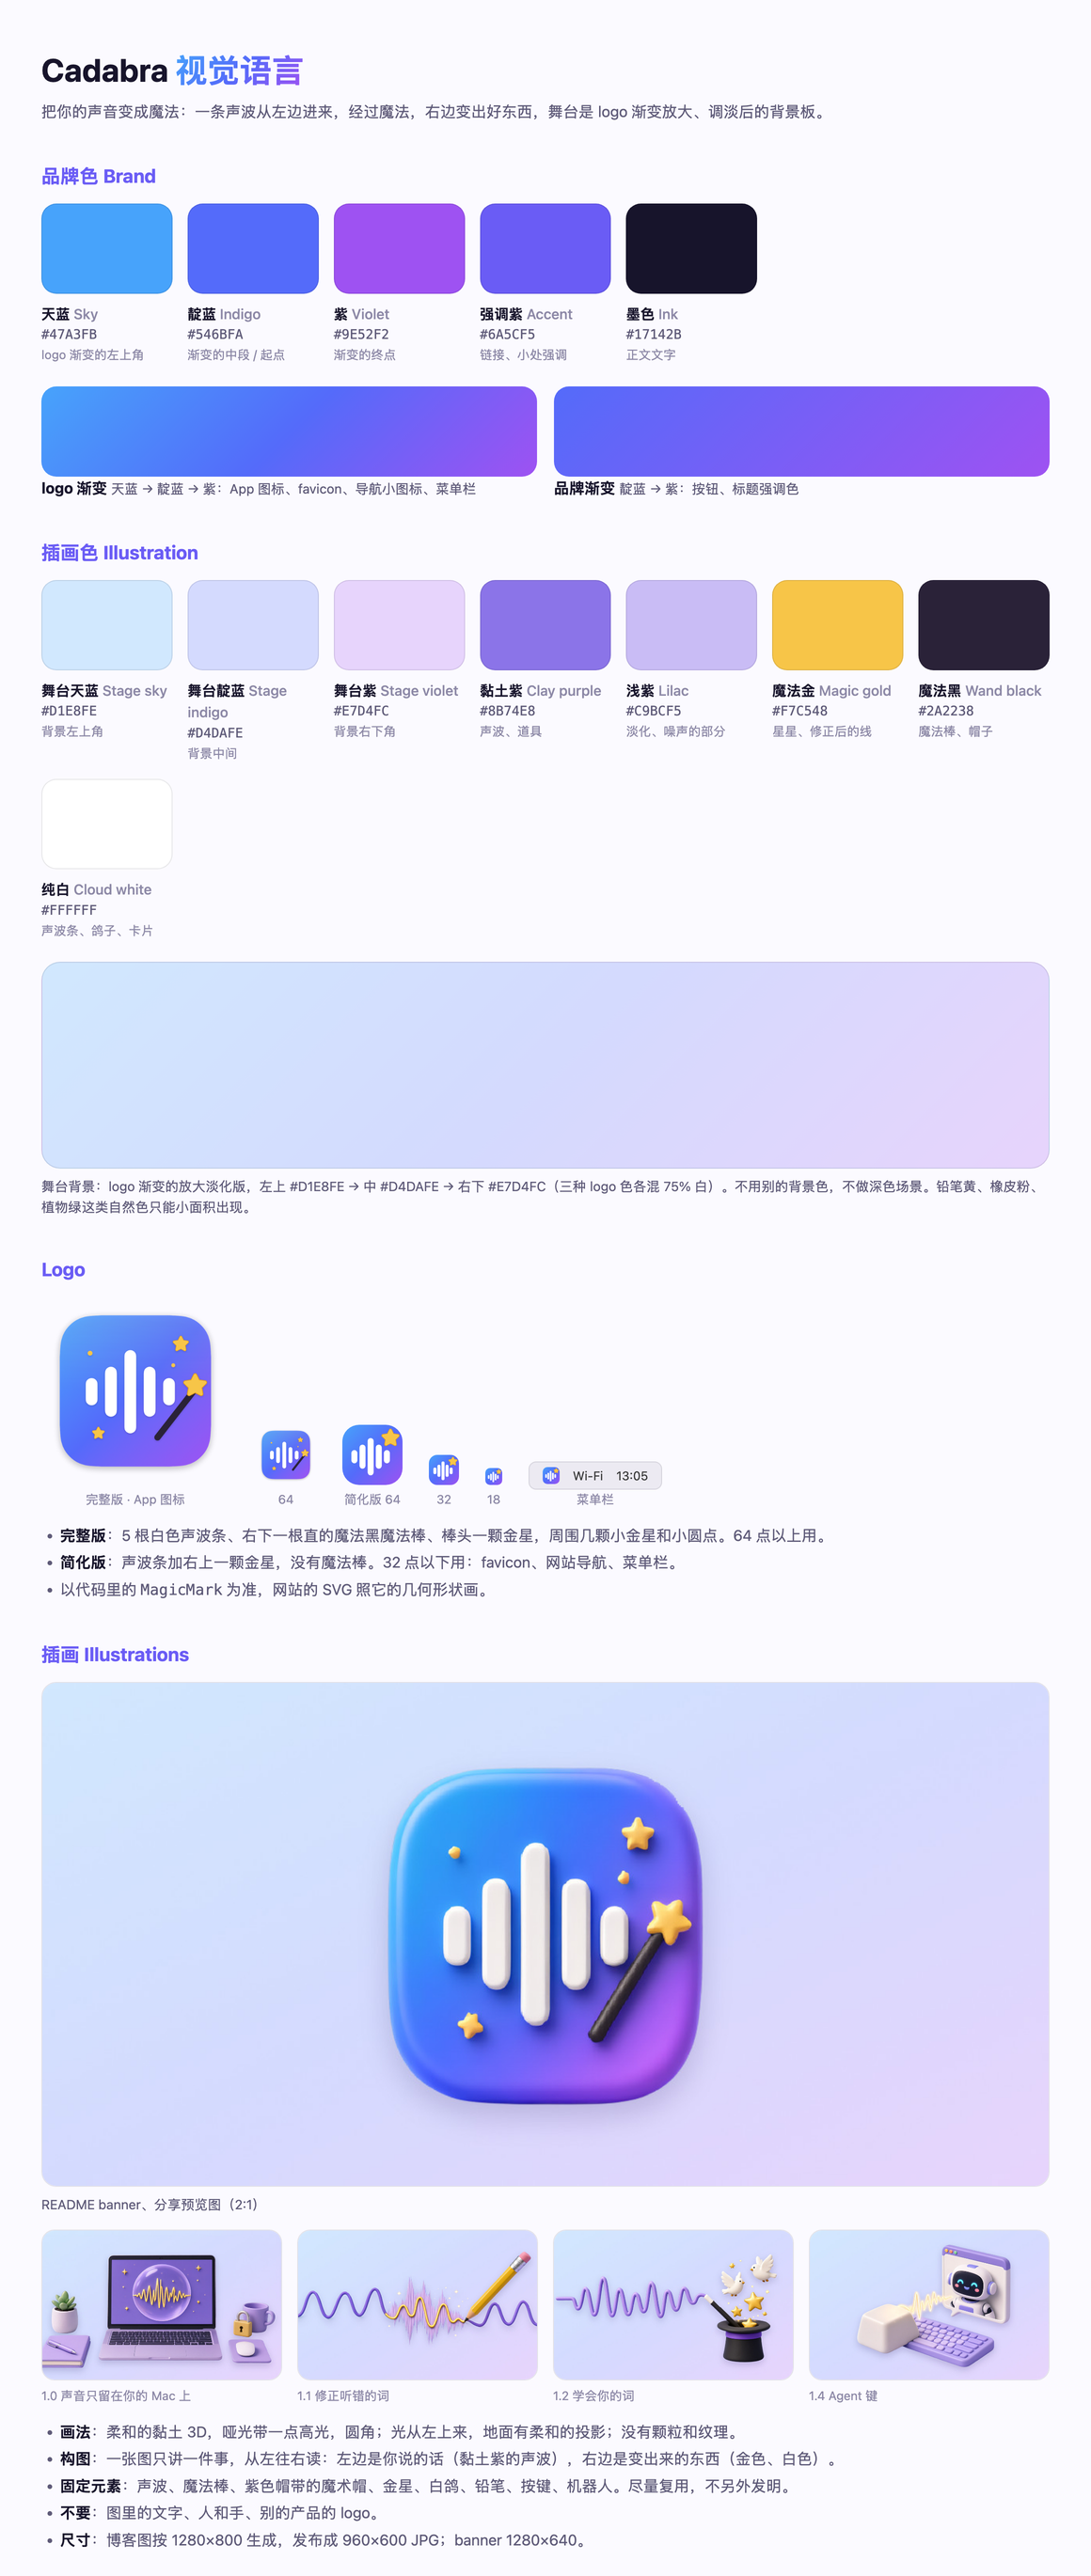 Cadabra 视觉语言
把你的声音变成魔法：一条声波从左边进来，经过魔法，右边变出好东西，舞台是 logo 渐变放大、调淡后的背景板。
品牌色 Brand
天蓝 Sky
#47A3FB
logo 渐变的左上角
靛蓝 Indigo
#546BFA
渐变的中段 / 起点
紫 Violet
#9E52F2
渐变的终点
强调紫 Accent
#6A5CF5
链接、小处强调
墨色 Ink
#17142B
正文文字
logo 渐变 天蓝 → 靛蓝 → 紫：App 图标、favicon、导航小图标、菜单栏
品牌渐变 靛蓝 → 紫：按钮、标题强调色
插画色 Illustration
舞台天蓝 Stage sky
#D1E8FE
背景左上角
舞台靛蓝 Stage
indigo
#D4DAFE
背景中间
舞台紫 Stage violet
#E7D4FC
背景右下角
黏土紫 Clay purple
#8B74E8
声波、道具
浅紫 Lilac
#C9BCF5
淡化、噪声的部分
魔法金 Magic gold
#F7C548
星星、修正后的线
魔法黑 Wand black
#2A2238
魔法棒、帽子
纯白 Cloud white
#FFFFFF
声波条、鸽子、卡片
舞台背景：logo 渐变的放大淡化版，左上 #D1E8FE → 中 #D4DAFE → 右下 #E7D4FC（三种 logo 色各混 75% 白）。不用别的背景色，不做深色场景。铅笔黄、橡皮粉、
植物绿这类自然色只能小面积出现。
Logo
完整版 · App 图标
64
简化版 64
32
18
Wi-Fi 13:05
菜单栏
• 完整版：5 根白色声波条、右下一根直的魔法黑魔法棒、棒头一颗金星，周围几颗小金星和小圆点。64 点以上用。
• 简化版：声波条加右上一颗金星，没有魔法棒。32 点以下用：favicon、网站导航、菜单栏。
• 以代码里的 MagicMark 为准，网站的 SVG 照它的几何形状画。
插画 Illustrations
README banner、分享预览图（2:1）
1.0 声音只留在你的 Mac 上
1.1 修正听错的词
1.2 学会你的词
1.4 Agent 键
• 画法：柔和的黏土 3D，哑光带一点高光，圆角；光从左上来，地面有柔和的投影；没有颗粒和纹理。
• 构图：一张图只讲一件事，从左往右读：左边是你说的话（黏土紫的声波），右边是变出来的东西（金色、白色）。
• 固定元素：声波、魔法棒、紫色帽带的魔术帽、金星、白鸽、铅笔、按键、机器人。尽量复用，不另外发明。
• 不要：图里的文字、人和手、别的产品的 logo。
• 尺寸：博客图按 1280×800 生成，发布成 960×600 JPG；banner 1280×640。